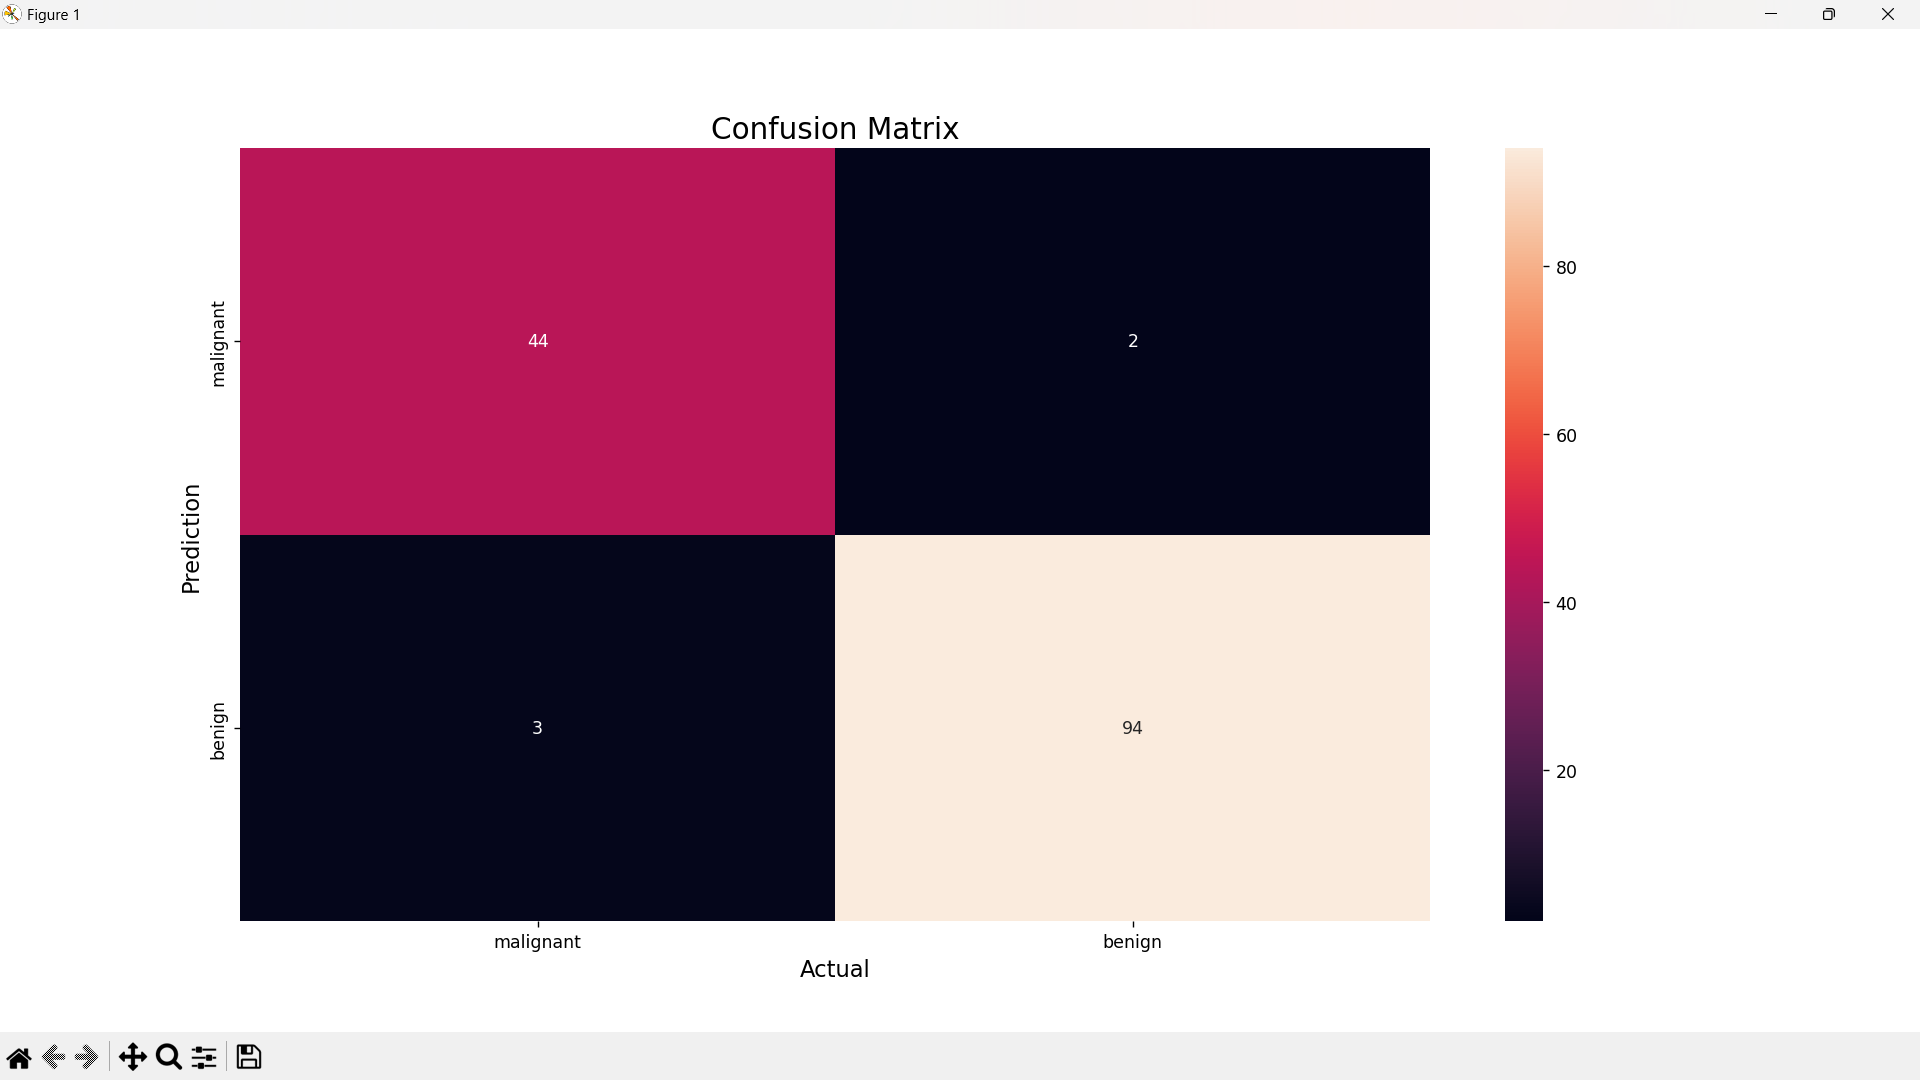 Figure 1
Confusion Matrix
malignant
benign
Prediction
44
2
3
94
malignant
benign
Actual
80
60
40
20